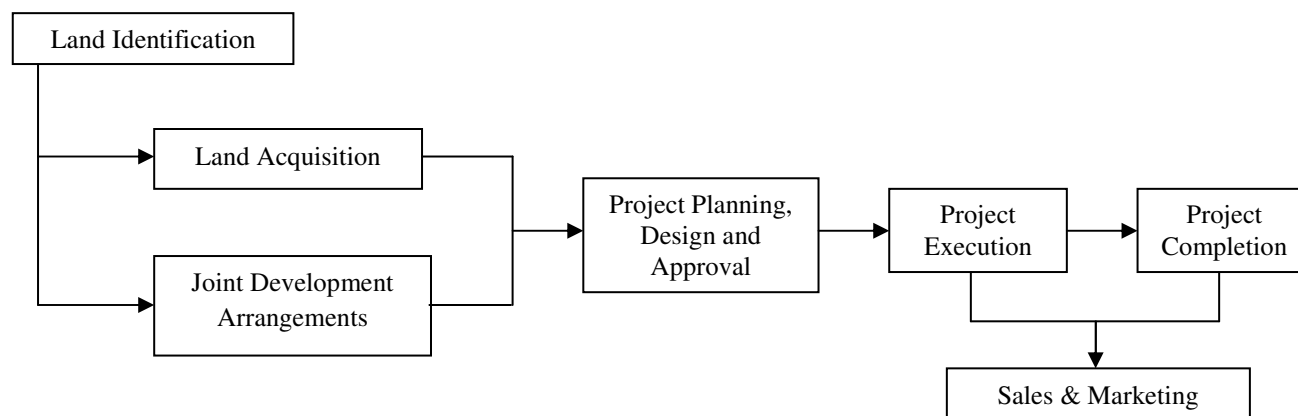 Land Identification
Land Acquisition
Joint Development
Arrangements
Project Planning,
Design and
Approval
Project
Execution
Project
Completion
Sales & Marketing